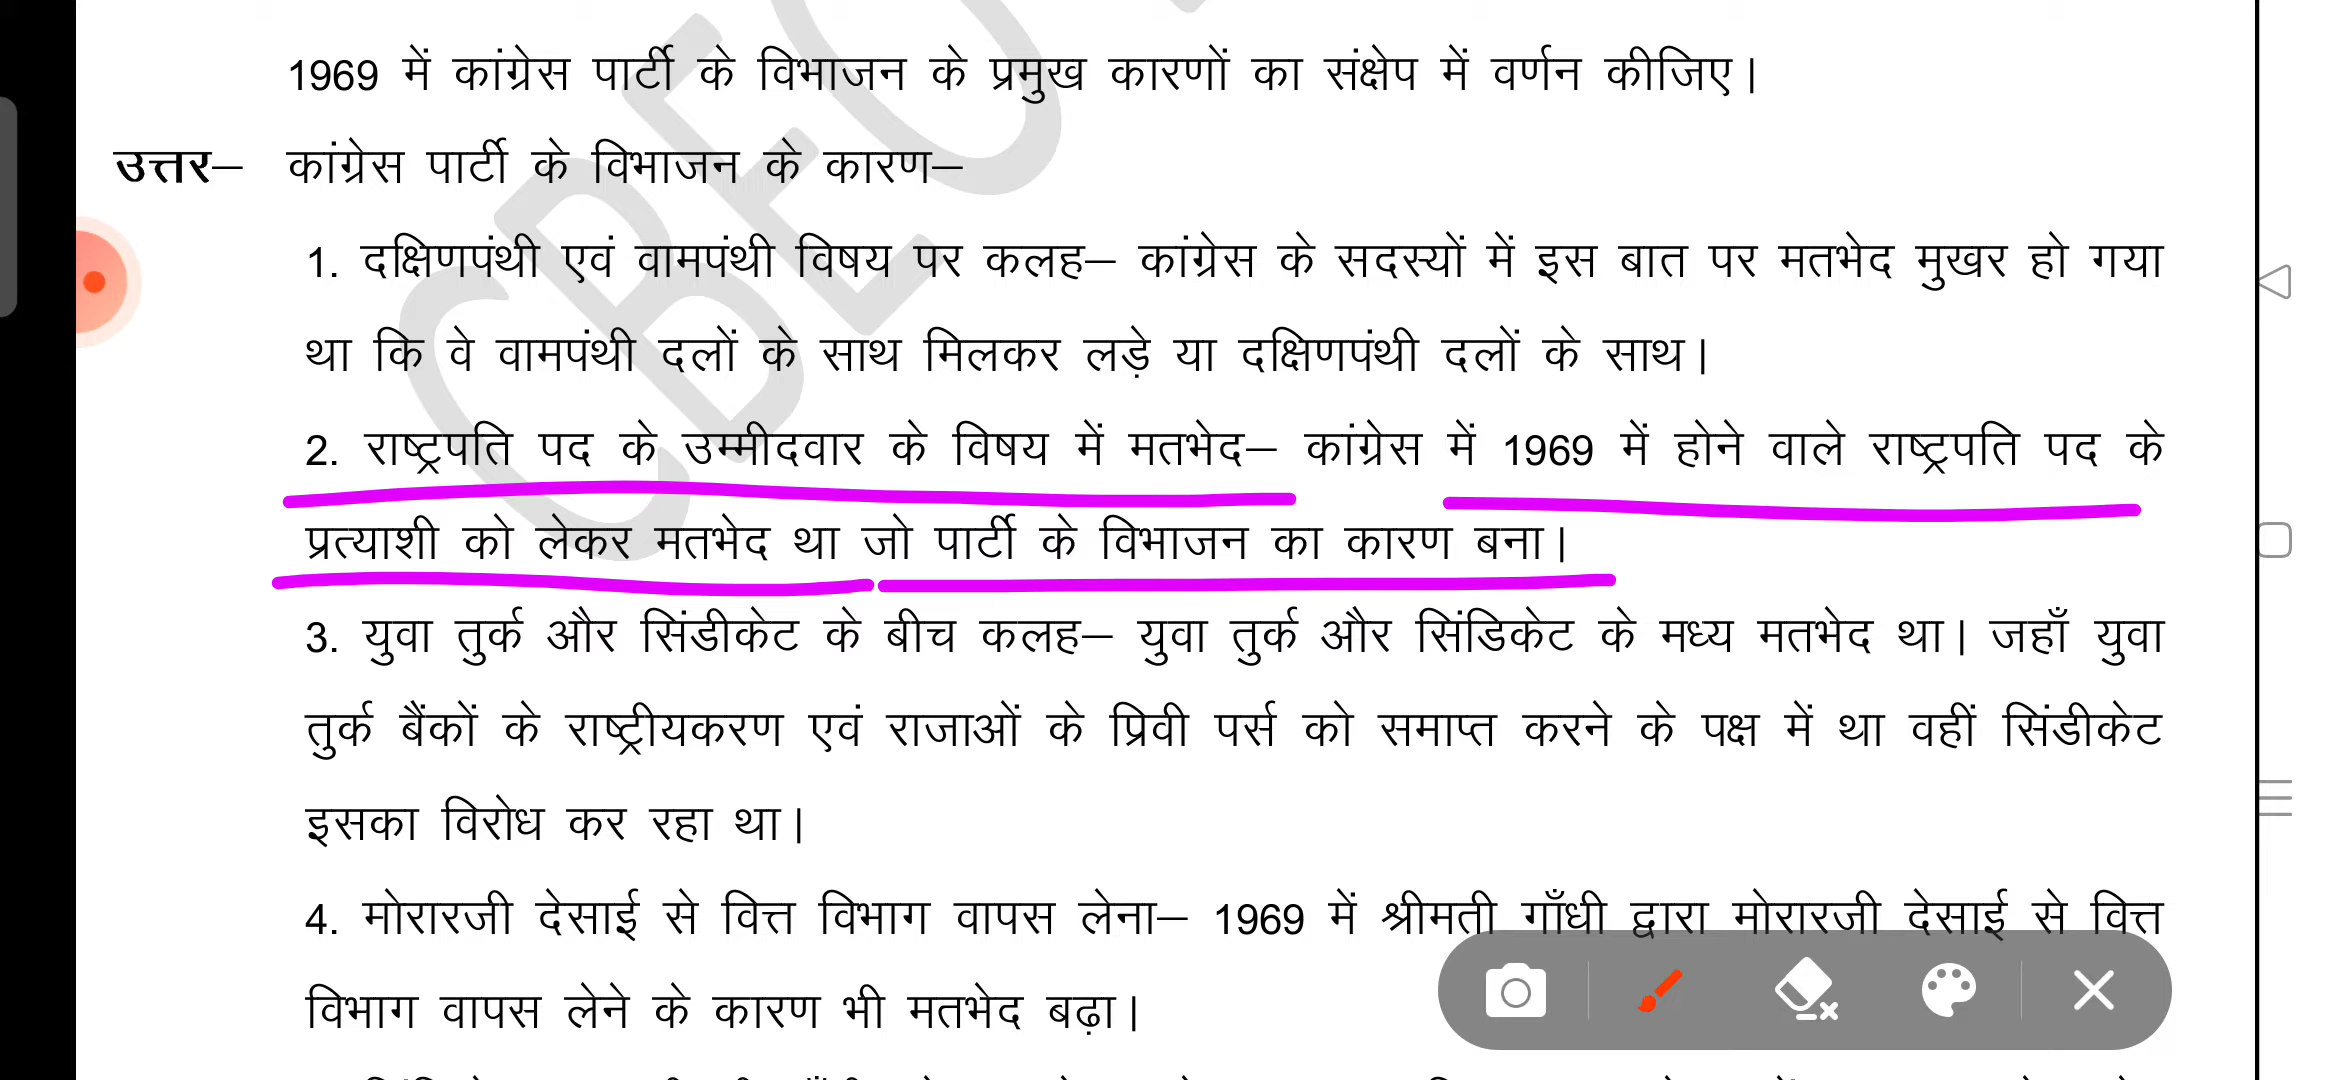 1969 में कांग्रेस पार्टी के विभाजन के प्रमुख कारणों का संक्षेप में वर्णन कीजिए।
उत्तर– कांग्रेस पार्टी के विभाजन के कारण–
1. दक्षिणपंथी एवं वामपंथी विषय पर कलह– कांग्रेस के सदस्यों में इस बात पर मतभेद मुखर हो गया
था कि वे वामपंथी दलों के साथ मिलकर लड़े या दक्षिणपंथी दलों के साथ।
2. राष्ट्रपति पद के उम्मीदवार के विषय में मतभेद– कांग्रेस में 1969 में होने वाले राष्ट्रपति पद के
प्रत्याशी को लेकर मतभेद था जो पार्टी के विभाजन का कारण बना।
3. युवा तुर्क और सिंडीकेट के बीच कलह– युवा तुर्क और सिंडिकेट के मध्य मतभेद था। जहाँ युवा
तुर्क बैंकों के राष्ट्रीयकरण एवं राजाओं के प्रिवी पर्स को समाप्त करने के पक्ष में था वहीं सिंडीकेट
इसका विरोध कर रहा था।
4. मोरारजी देसाई से वित्त विभाग वापस लेना– 1969 में श्रीमती गाँधी द्वारा मोरारजी देसाई से वित्त
विभाग वापस लेने के कारण भी मतभेद बढ़ा।
CBEO